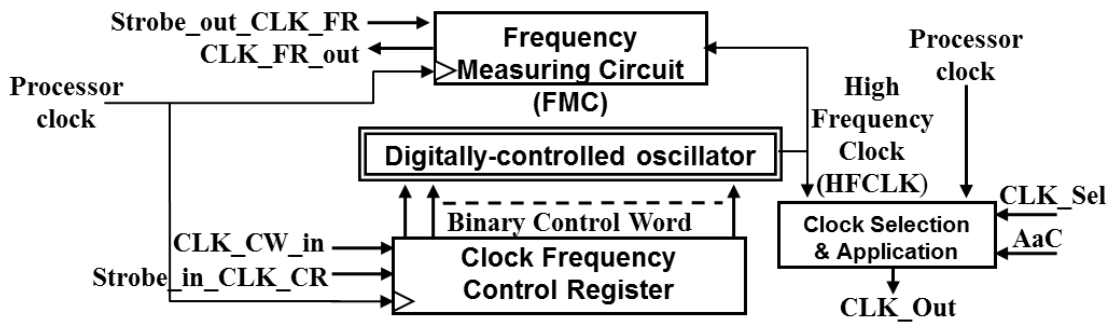 Strobe_out_CLK_FR
CLK_FR_out
Frequency
Measuring Circuit
(FMC)
Processor
clock
Processor
clock
High
Frequency
Clock
(HFCLK)
Digitally-controlled oscillator
Binary Control Word
CLK_CW_in
Strobe_in_CLK_CR
Clock Frequency
Control Register
CLK_Sel
AaC
Clock Selection
& Application
CLK_Out